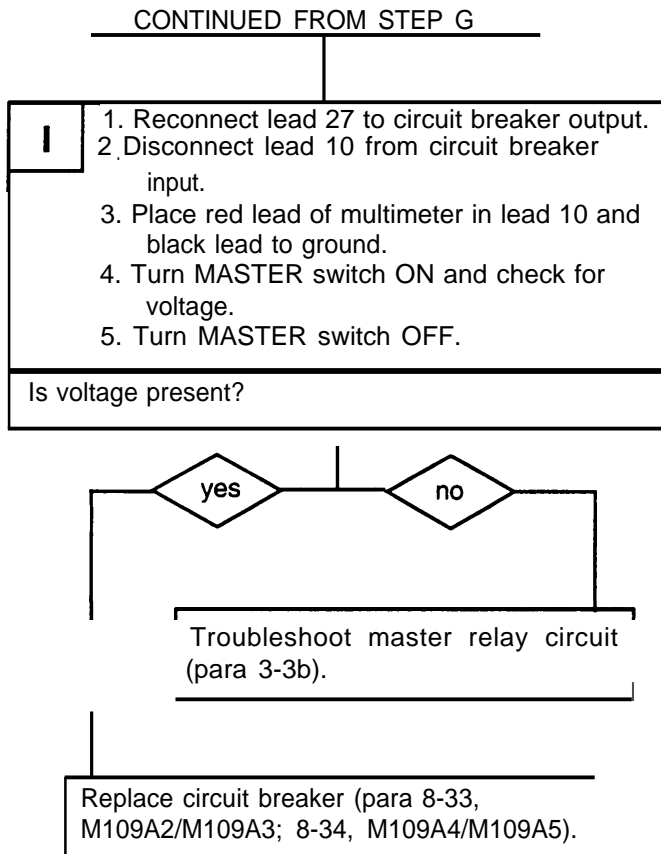 CONTINUED FROM STEP G
I
1. Reconnect lead 27 to circuit breaker output.
2. Disconnect lead 10 from circuit breaker
input.
3. Place red lead of multimeter in lead 10 and
black lead to ground.
4. Turn MASTER switch ON and check for
voltage.
5. Turn MASTER switch OFF.
Is voltage present?
yes
no
Troubleshoot master relay circuit
(para 3-3b).
Replace circuit breaker (para 8-33,
M109A2/M109A3; 8-34, M109A4/M109A5).